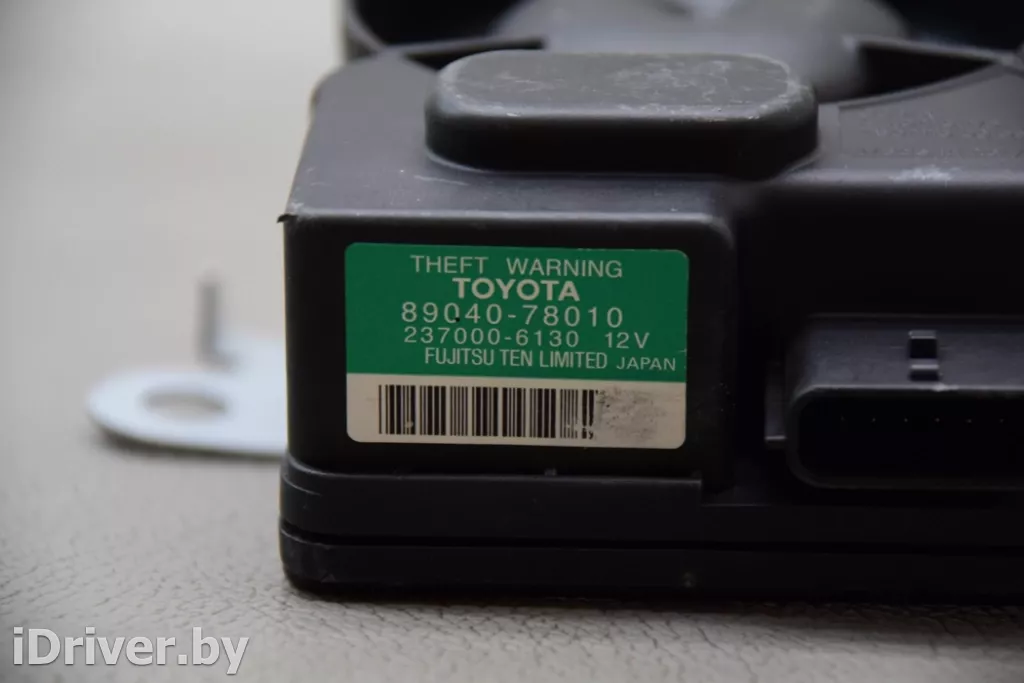 THEFT WARNING
TOYOTA
89040-78010
237000-6130 12V
FUJITSU TEN LIMITED JAPAN
iDriver.by